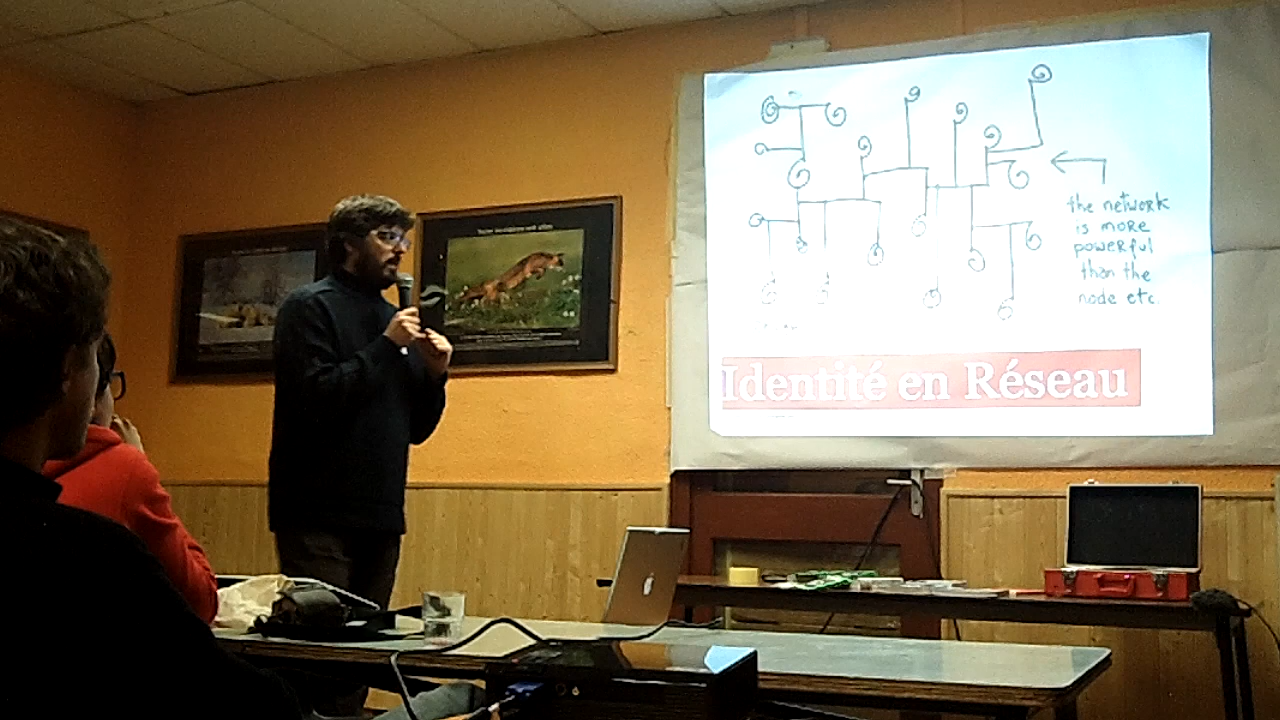 the network
is more
powerful
than the
node etc.
Identité en Réseau